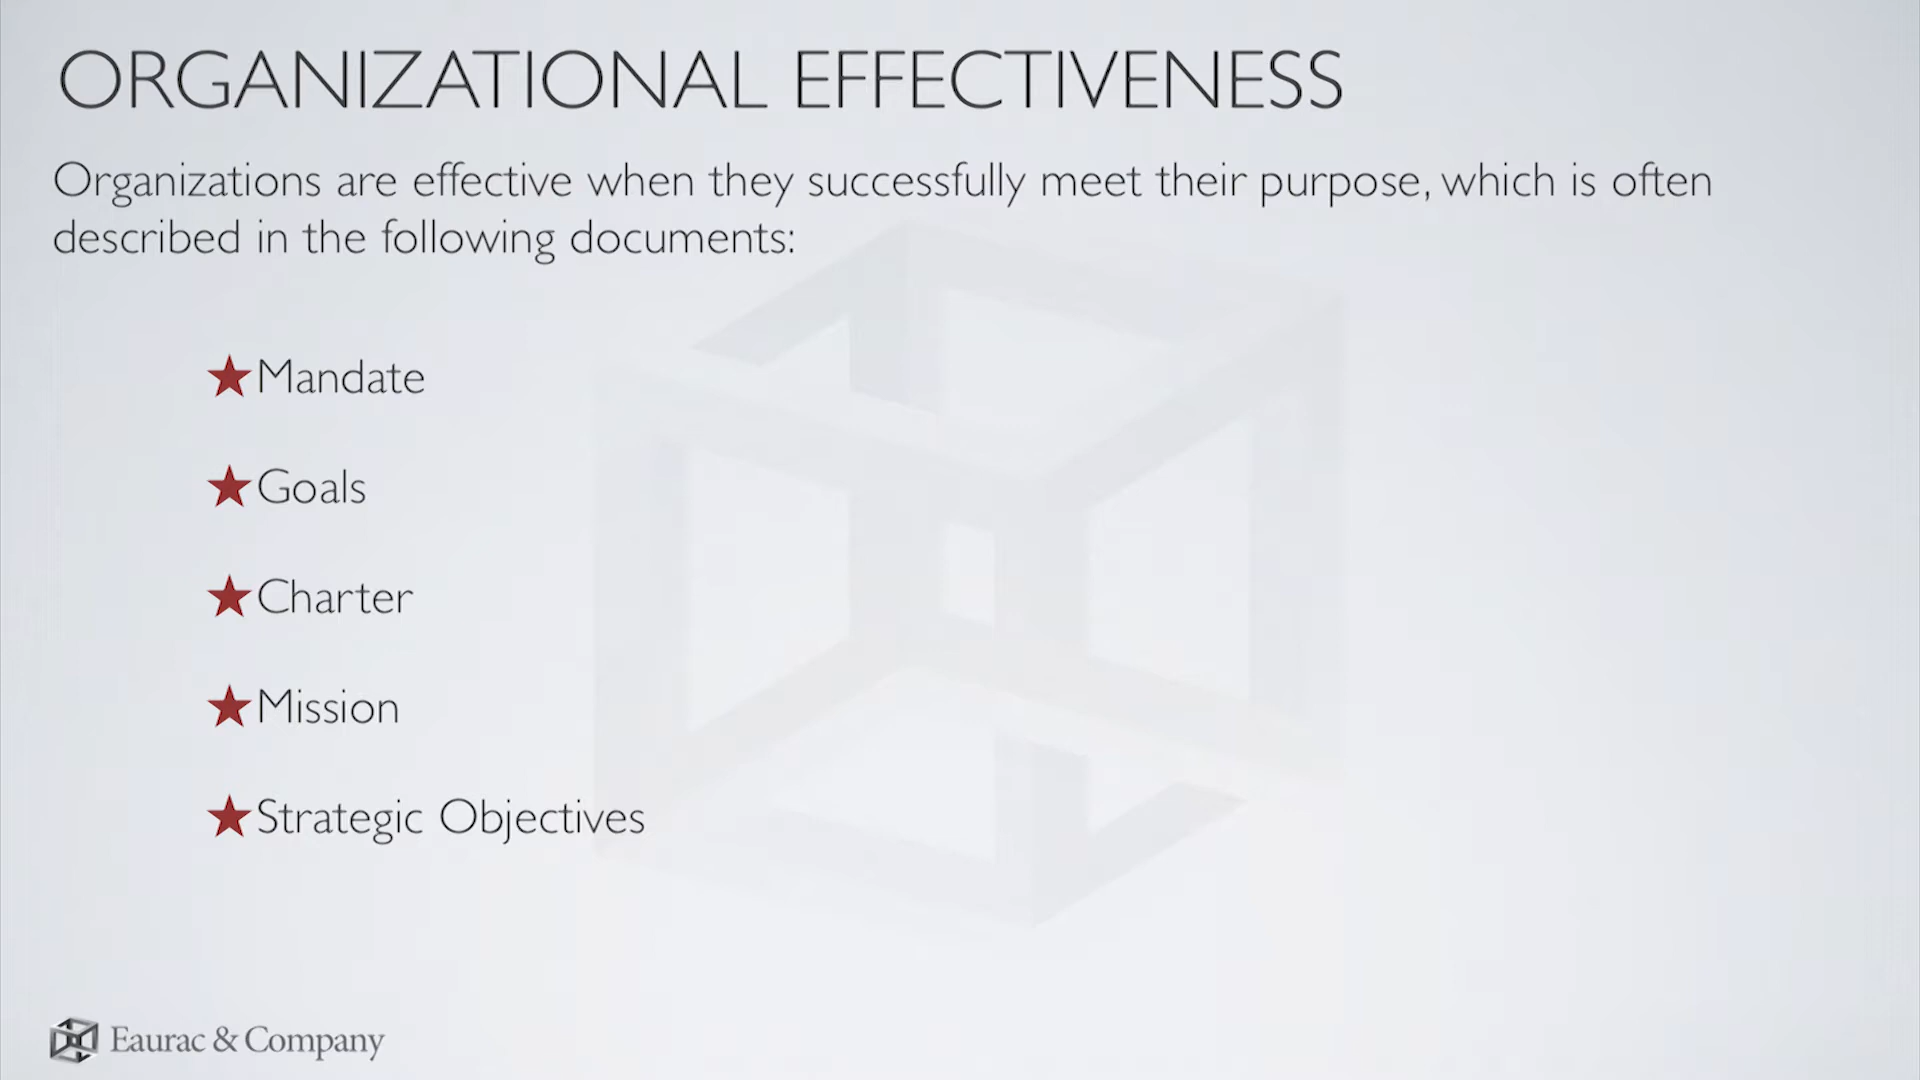 ORGANIZATIONAL EFFECTIVENESS
Organizations are effective when they successfully meet their purpose, which is often
described in the following documents:
Mandate
Goals
Charter
Mission
Strategic Objectives
Eaurac & Company